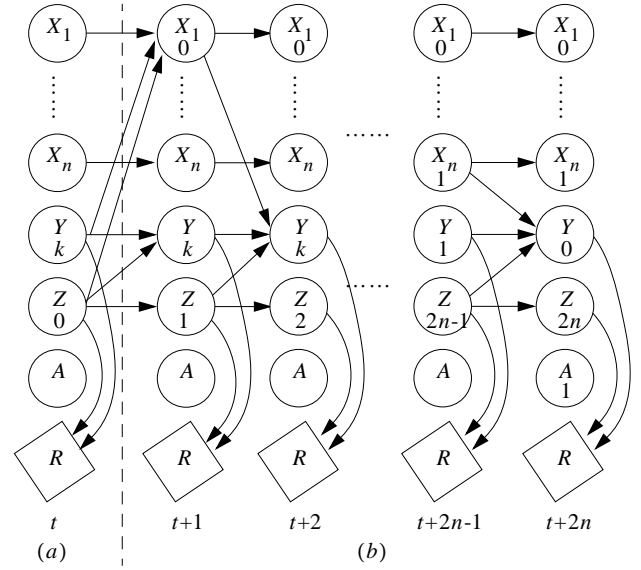 X1 X1 X1 X1 X1
0 0 0 0
...... ...... ...... ...... ......
......
Xn Xn Xn Xn Xn
1 1
Y Y Y Y Y
k k k 1 0
......
Z Z Z Z Z
0 1 2 2n-1 2n
A A A A A
1
R R R R R
t t+1 t+2 t+2n-1 t+2n
(a) (b)